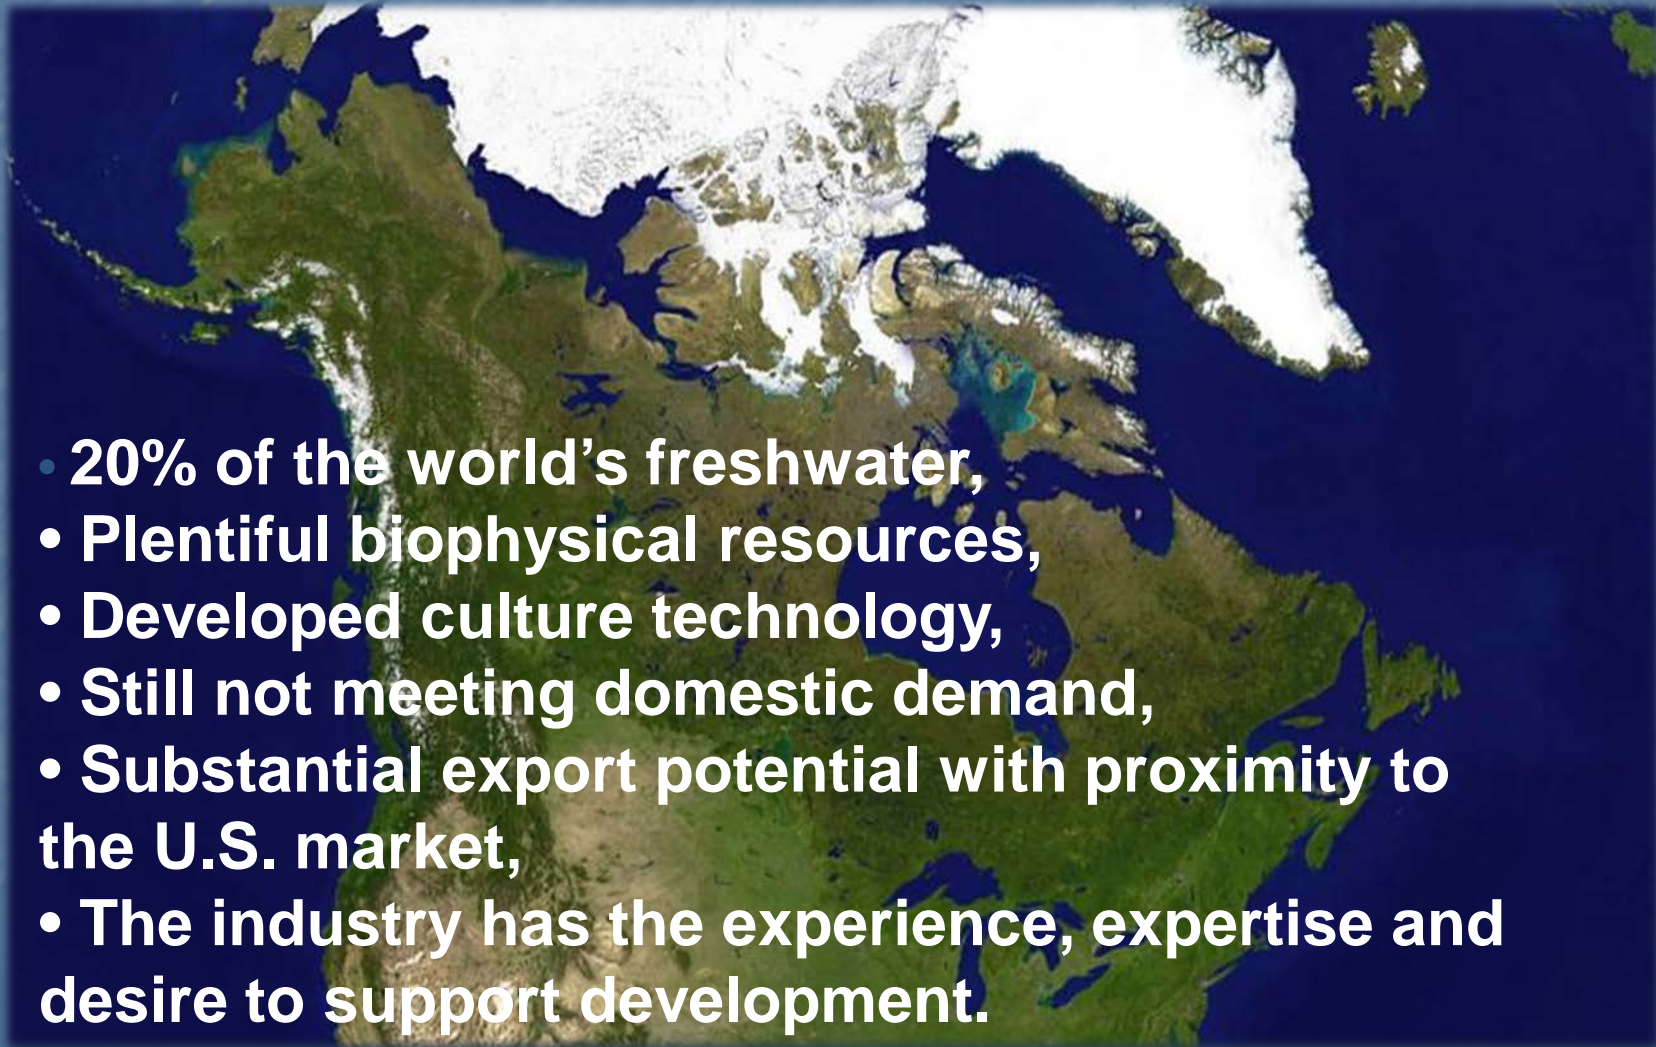 • 20% of the world’s freshwater,
• Plentiful biophysical resources,
• Developed culture technology,
• Still not meeting domestic demand,
• Substantial export potential with proximity to
the U.S. market,
• The industry has the experience, expertise and
desire to support development.